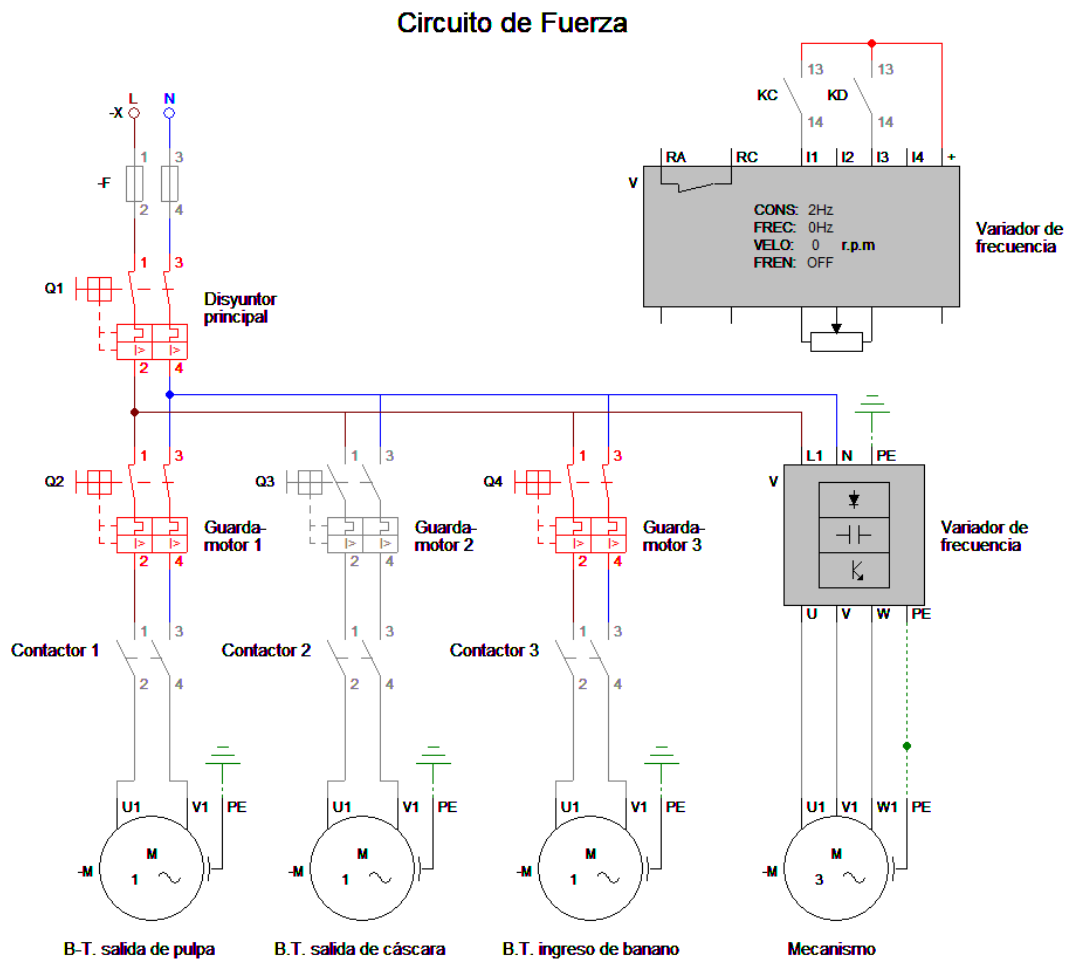 Circuito de Fuerza
13 13
KC KD
14 14
L N
-X
1 3
-F
2 4
RA RC I1 I2 I3 I4 +
V
CONS: 2Hz
FREC: 0Hz
VELO: 0 r.p.m
FREN: OFF
Variador de
frecuencia
1 3
Q1
Disyuntor
principal
I> I>
2 4
1 3
Q2
Guarda-
motor 1
I> I>
2 4
1 3
Q3
Guarda-
motor 2
I> I>
2 4
1 3
Q4
Guarda-
motor 3
I> I>
2 4
L1 N PE
V
Variador de
frecuencia
U V W PE
1 3
Contactor 1
2 4
1 3
Contactor 2
2 4
1 3
Contactor 3
2 4
U1 V1 PE
-M
M
1
U1 V1 PE
-M
M
1
U1 V1 PE
-M
M
1
U1 V1 W1 PE
-M
M
3
B-T. salida de pulpa
B.T. salida de cáscara
B.T. ingreso de banano
Mecanismo